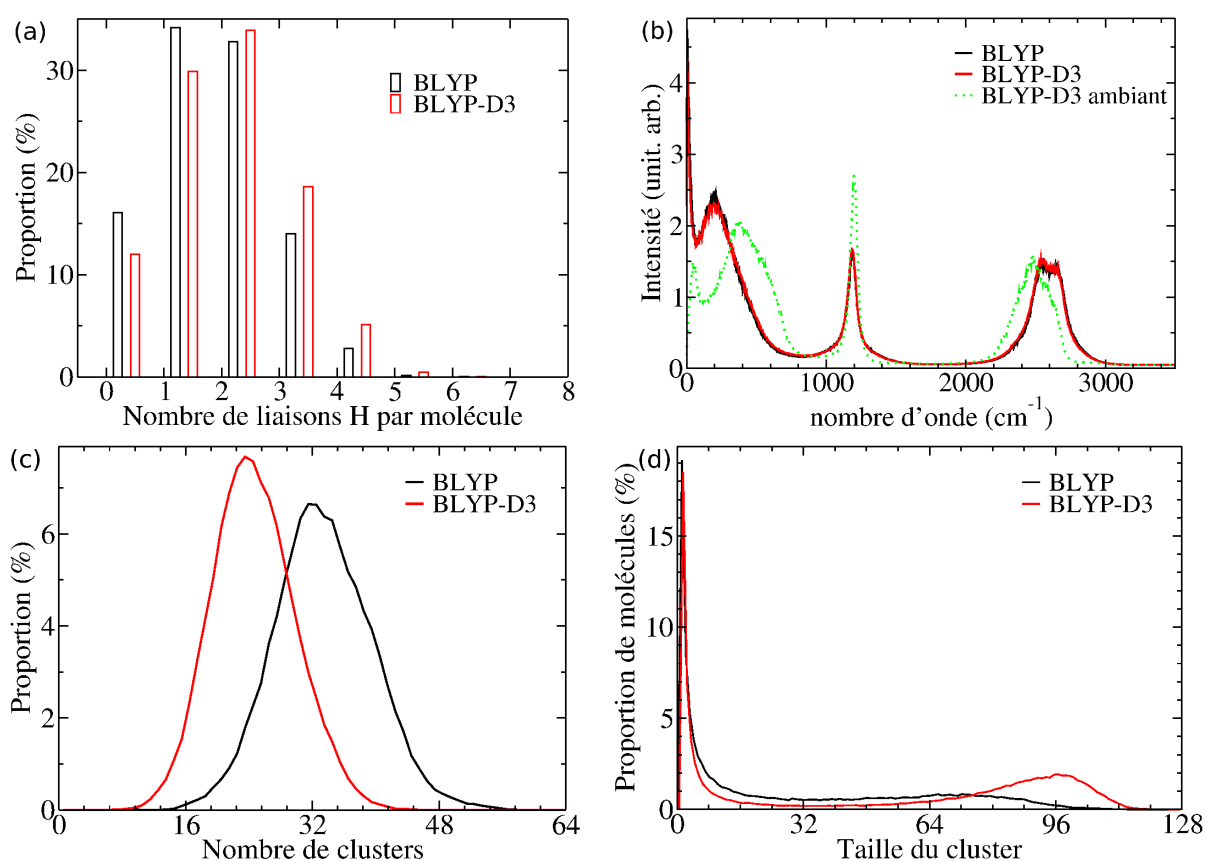 (a)
BLYP
BLYP-D3
Proportion (%)
30
20
10
0
0 1 2 3 4 5 6 7 8
Nombre de liaisons H par molécule
(b)
BLYP
BLYP-D3
BLYP-D3 ambiant
Intensité (unit. arb.)
4
3
2
1
0
0 1000 2000 3000
nombre d'onde (cm⁻¹)
(c)
BLYP
BLYP-D3
Proportion (%)
6
4
2
0
0 16 32 48 64
Nombre de clusters
(d)
BLYP
BLYP-D3
Proportion de molécules (%)
15
10
5
0
0 32 64 96 128
Taille du cluster